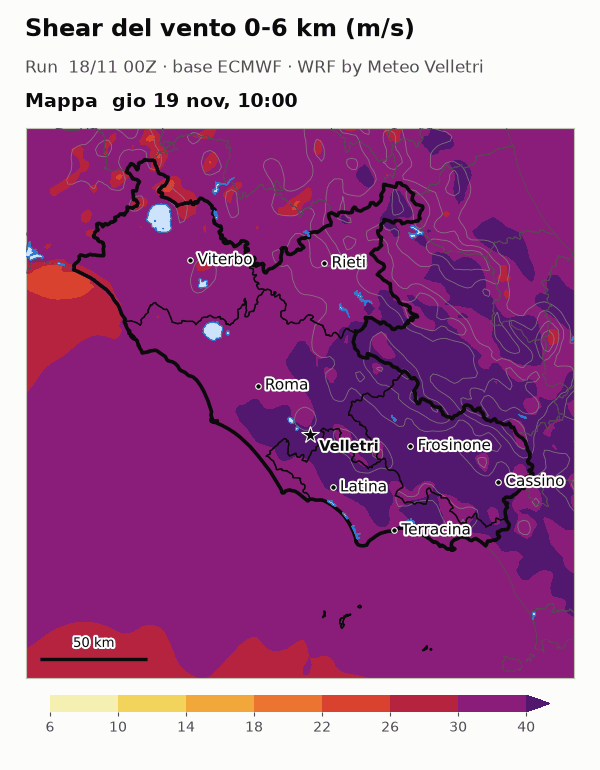 Shear del vento 0-6 km (m/s)
Run  18/11 00Z · base ECMWF · WRF by Meteo Velletri
Mappa  gio 19 nov, 10:00
Viterbo
Rieti
Roma
Velletri
Frosinone
Latina
Cassino
Terracina
50 km
6 10 14 18 22 26 30 40